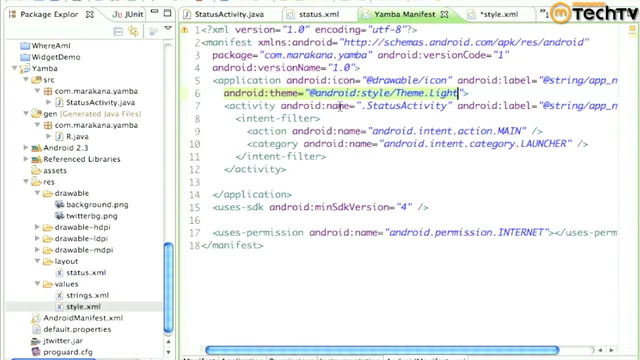 marakana
TechTV
Package Explorer
JUnit
StatusActivity.java
status.xml
Yamba Manifest
*style.xml
WhereAmI
WidgetDemo
Yamba
src
com.marakana.yamba
StatusActivity.java
gen [Generated Java Files]
com.marakana.yamba
R.java
Android 2.3
Referenced Libraries
res
drawable
background.png
twitterbg.png
drawable-hdpi
drawable-ldpi
drawable-mdpi
layout
status.xml
values
strings.xml
style.xml
AndroidManifest.xml
default.properties
jtwitter.jar
proguard.cfg
1 <?xml version="1.0" encoding="utf-8"?>
2 <manifest xmlns:android="http://schemas.android.com/apk/res/android"
3 package="com.marakana.yamba" android:versionCode="1"
4 android:versionName="1.0">
5 <application android:icon="@drawable/icon" android:label="@string/app_n
6 android:theme="@android:style/Theme.Light">
7 <activity android:name=".StatusActivity" android:label="@string/app_n
8 <intent-filter>
9 <action android:name="android.intent.action.MAIN" />
10 <category android:name="android.intent.category.LAUNCHER" />
11 </intent-filter>
12 </activity>
13
14 </application>
15 <uses-sdk android:minSdkVersion="4" />
16
17 <uses-permission android:name="android.permission.INTERNET"></uses-perm
18 </manifest>